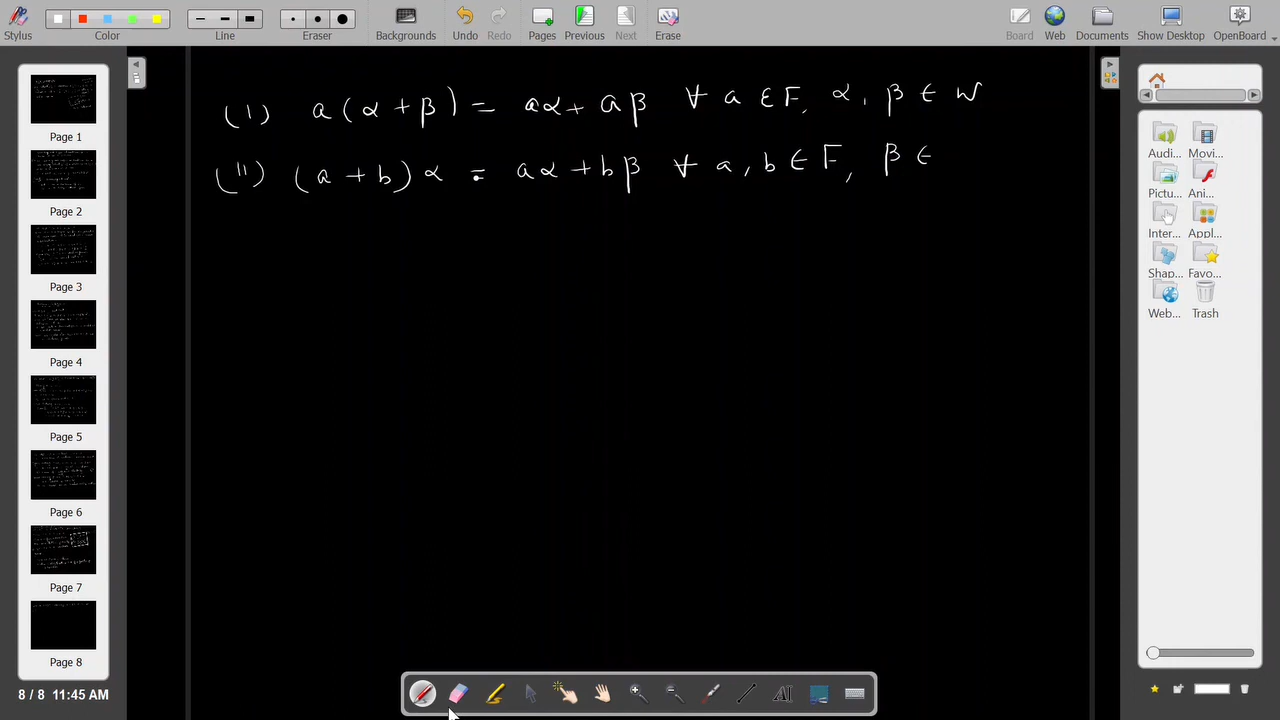 Stylus Color Line Eraser Backgrounds Undo Redo Pages Previous Next Erase Board Web Documents Show Desktop OpenBoard
(I) a(α + β) = aα + aβ ∀ a ∈ F, α, β ∈ W
(II) (a + b)α = aα + bβ ∀ a, b ∈ F, β ∈
Page 1
Page 2
Page 3
Page 4
Page 5
Page 6
Page 7
Page 8
8 / 8 11:45 AM
Audi... Movi...
Pictu... Ani...
Inter... Appl...
Shap... Favo...
Web... Trash
AI